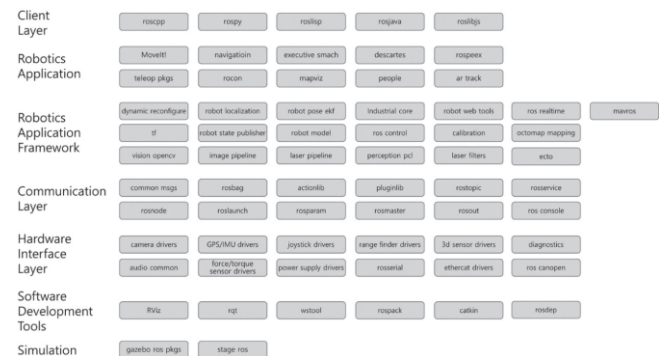 Client
Layer
roscpp rospy roslisp rosjava roslibjs
Robotics
Application
MoveIt! navigatioin executive smach descartes rospeex
teleop pkgs rocon mapviz people ar track
Robotics
Application
Framework
dynamic reconfigure robot localization robot pose ekf Industrial core robot web tools ros realtime mavros
tf robot state publisher robot model ros control calibration octomap mapping
vision opencv image pipeline laser pipeline perception pcl laser filters ecto
Communication
Layer
common msgs rosbag actionlib pluginlib rostopic rosservice
rosnode roslaunch rosparam rosmaster rosout ros console
Hardware
Interface
Layer
camera drivers GPS/IMU drivers joystick drivers range finder drivers 3d sensor drivers diagnostics
audio common force/torque sensor drivers power supply drivers rosserial ethercat drivers ros canopen
Software
Development
Tools
RViz rqt wstool rospack catkin rosdep
Simulation
gazebo ros pkgs stage ros